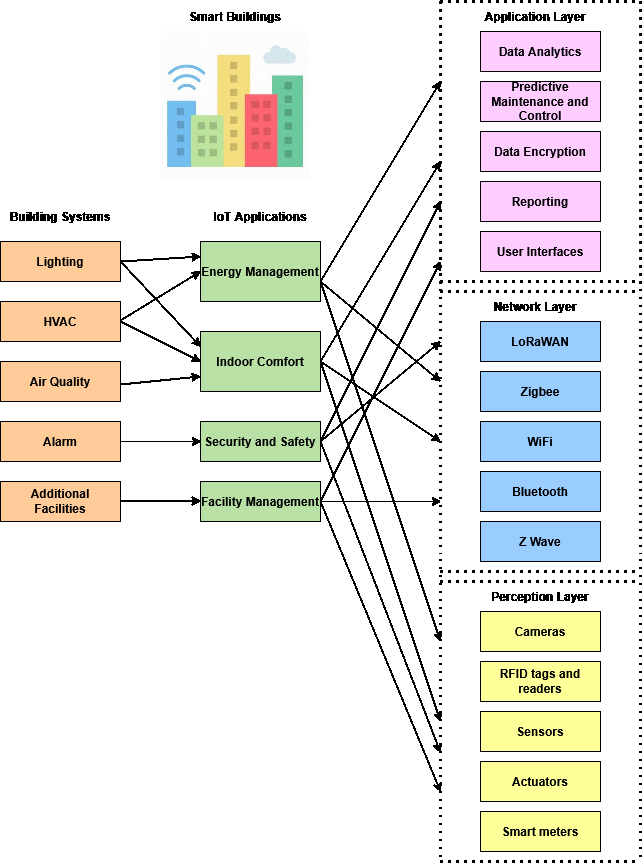 Smart Buildings
Building Systems
Lighting
HVAC
Air Quality
Alarm
Additional
Facilities
IoT Applications
Energy Management
Indoor Comfort
Security and Safety
Facility Management
Application Layer
Data Analytics
Predictive
Maintenance and
Control
Data Encryption
Reporting
User Interfaces
Network Layer
LoRaWAN
Zigbee
WiFi
Bluetooth
Z Wave
Perception Layer
Cameras
RFID tags and
readers
Sensors
Actuators
Smart meters